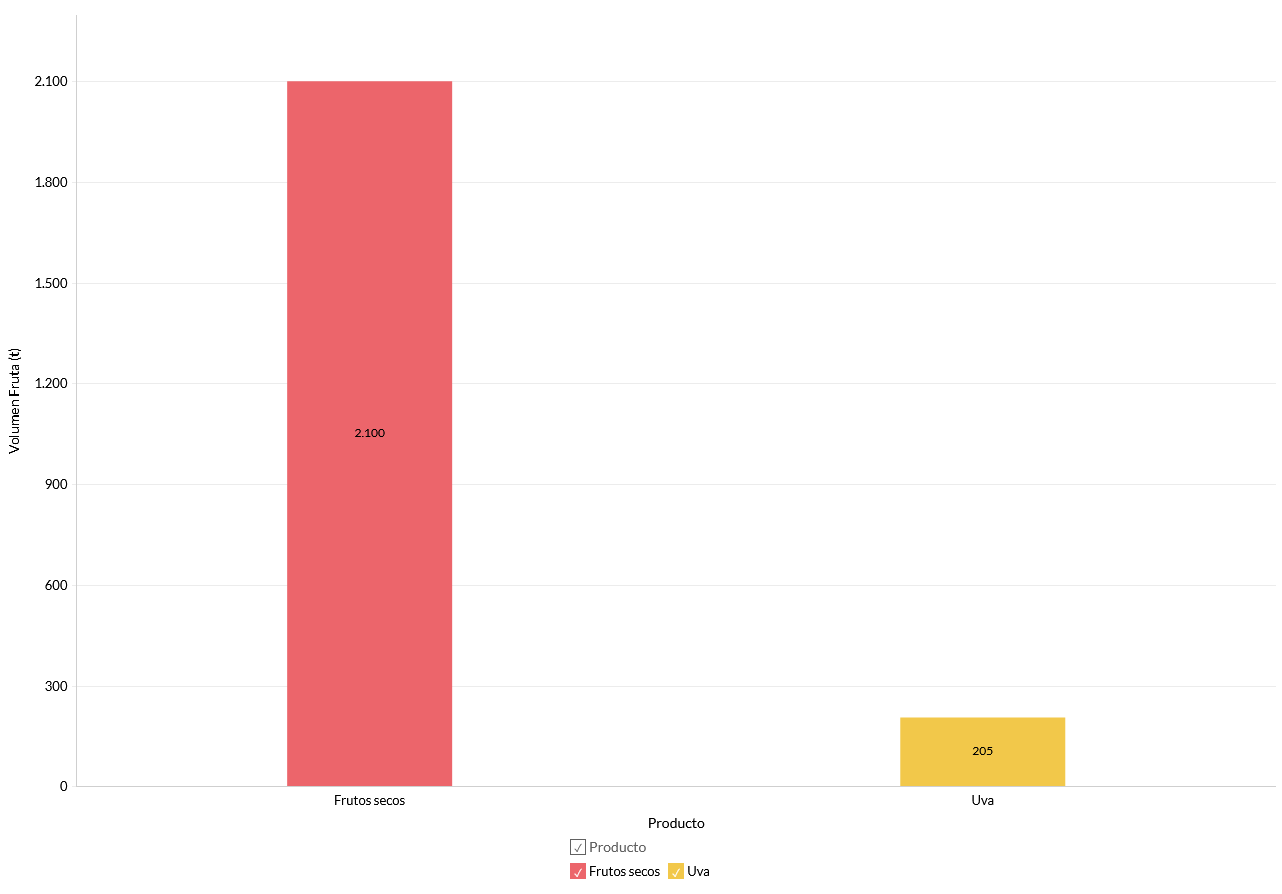 Volumen Fruta (t)
2.100
1.800
1.500
1.200
900
600
300
0
2.100
205
Frutos secos
Uva
Producto
Producto
Frutos secos Uva